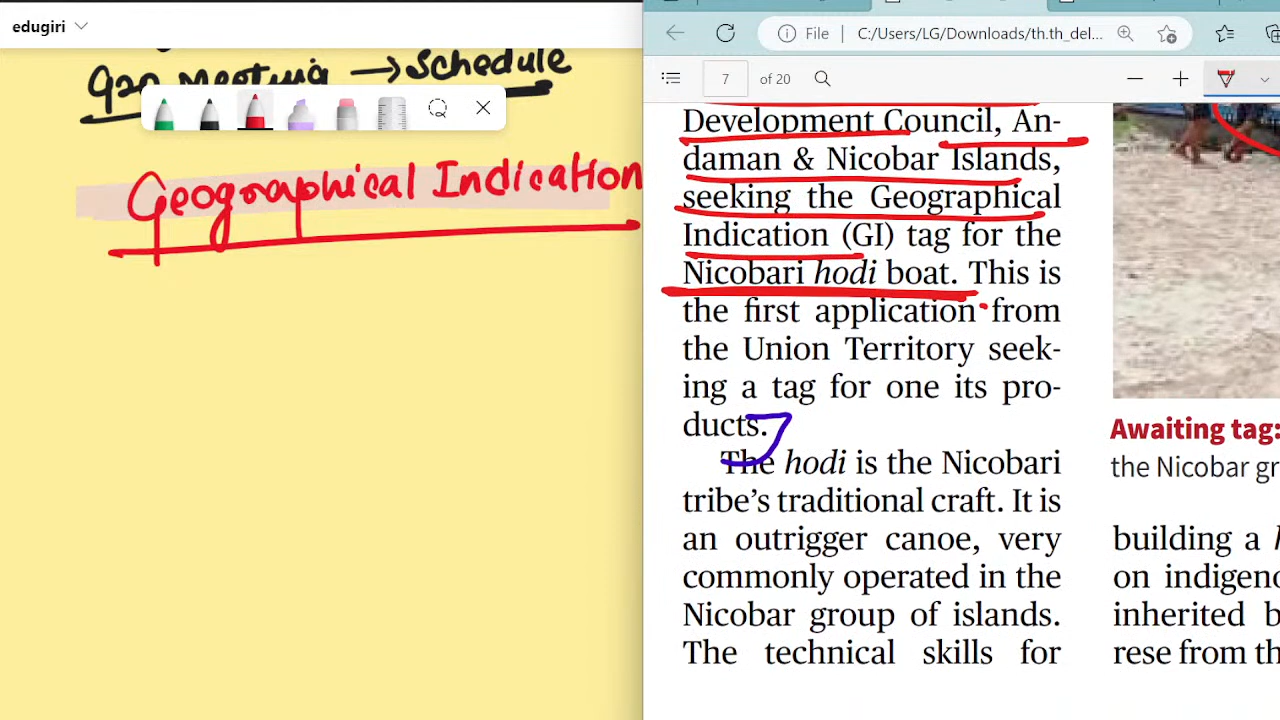 edugiri
G20 Meeting → Schedule
Geographical Indication
File C:/Users/LG/Downloads/th.th_del...
7 of 20
Development Council, An-
daman & Nicobar Islands,
seeking the Geographical
Indication (GI) tag for the
Nicobari hodi boat. This is
the first application from
the Union Territory seek-
ing a tag for one its pro-
ducts.
The hodi is the Nicobari
tribe's traditional craft. It is
an outrigger canoe, very
commonly operated in the
Nicobar group of islands.
The technical skills for
Awaiting tag:
the Nicobar gr
building a h
on indigeno
inherited b
rese from th